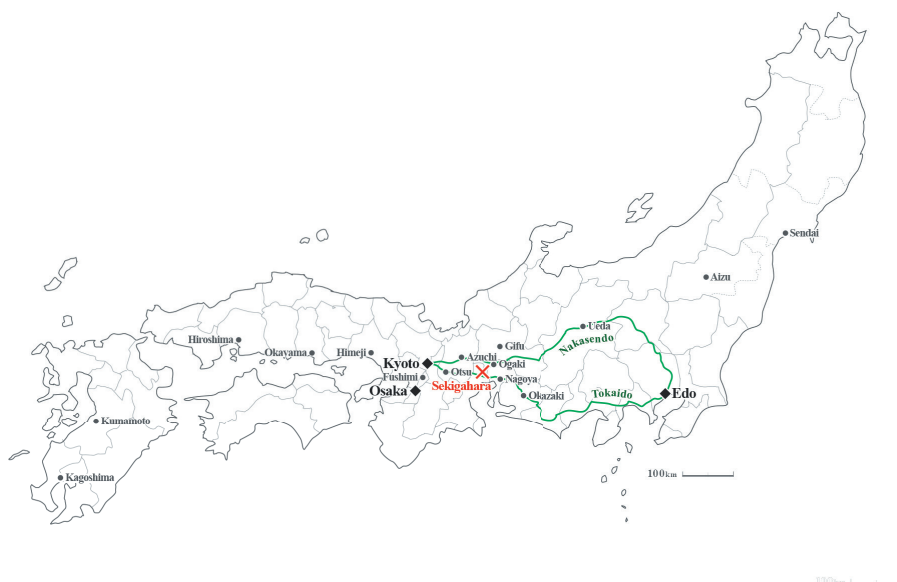 Sendai
Aizu
Ueda
Nakasendo
Hiroshima
Okayama
Himeji
Gifu
Azuchi
Kyoto
Ogaki
Otsu
Fushimi
Nagoya
Sekigahara
Osaka
Okazaki
Tokaido
Edo
Kumamoto
Kagoshima
100km